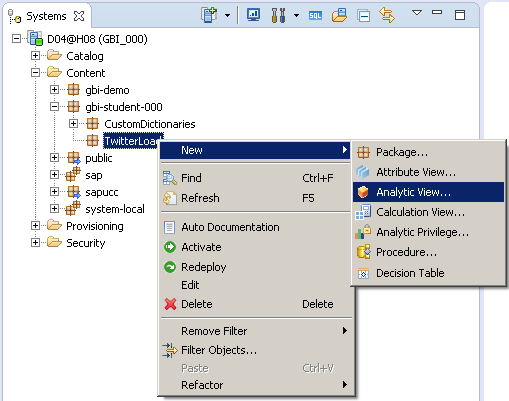 Systems
SQL
D04@H08 (GBI_000)
Catalog
Content
gbi-demo
gbi-student-000
CustomDictionaries
TwitterLoad
public
sap
sapucc
system-local
Provisioning
Security
New
Find Ctrl+F
Refresh F5
Auto Documentation
Activate
Redeploy
Edit
Delete Delete
Remove Filter
Filter Objects...
Paste Ctrl+V
Refactor
Package...
Attribute View...
Analytic View...
Calculation View...
Analytic Privilege...
Procedure...
Decision Table